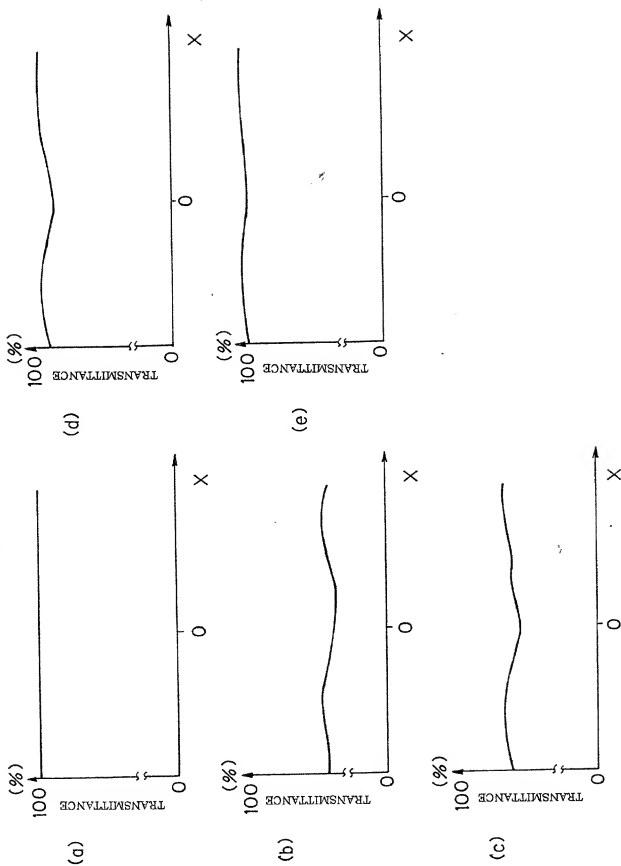 (a)
(%)
100
TRANSMITTANCE
0
0
X
(b)
(%)
100
TRANSMITTANCE
0
0
X
(c)
(%)
100
TRANSMITTANCE
0
0
X
(d)
(%)
100
TRANSMITTANCE
0
0
X
(e)
(%)
100
TRANSMITTANCE
0
0
X